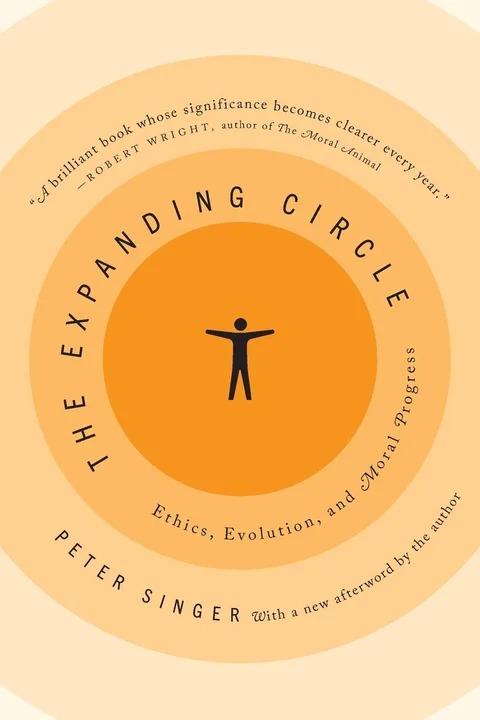 “A brilliant book whose significance becomes clearer every year.”
—ROBERT WRIGHT, author of The Moral Animal
THE EXPANDING CIRCLE
Ethics, Evolution, and Moral Progress
PETER SINGER With a new afterword by the author